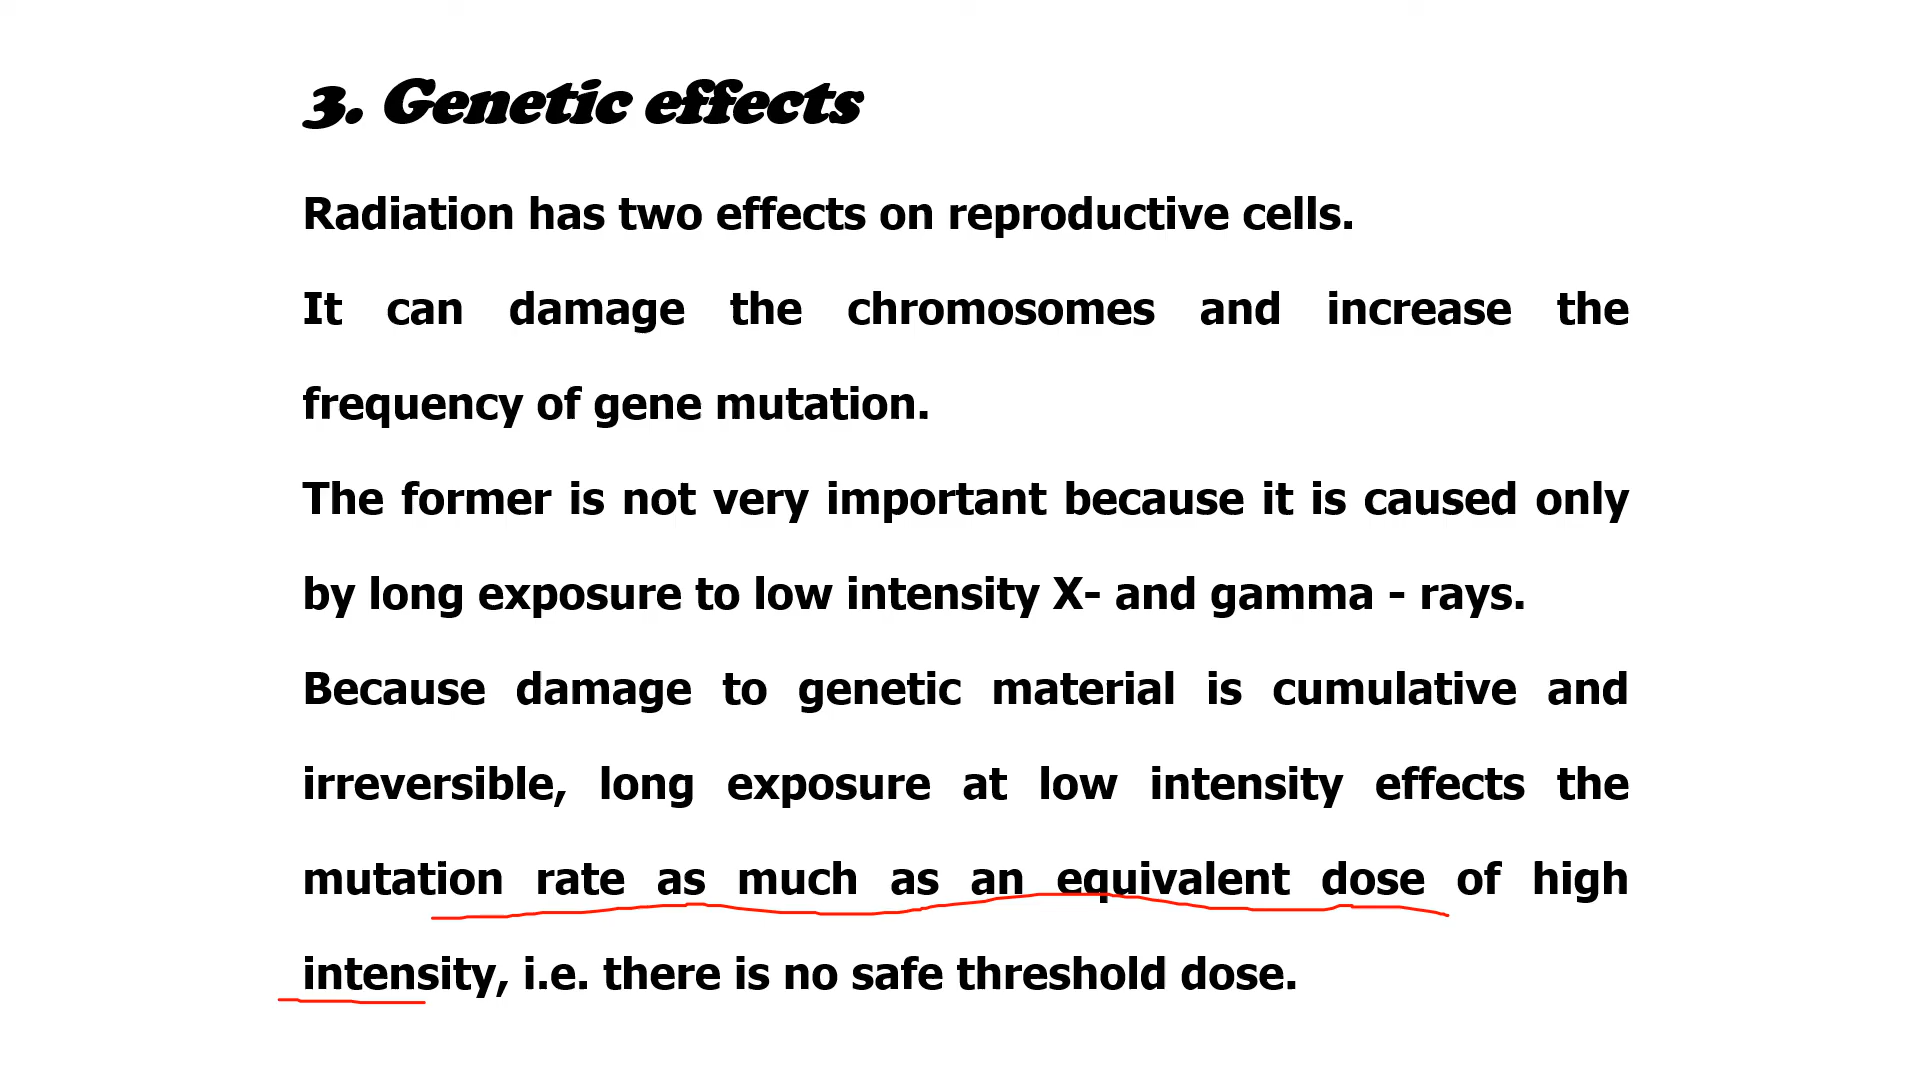 3. Genetic effects
Radiation has two effects on reproductive cells.
It can damage the chromosomes and increase the
frequency of gene mutation.
The former is not very important because it is caused only
by long exposure to low intensity X- and gamma - rays.
Because damage to genetic material is cumulative and
irreversible, long exposure at low intensity effects the
mutation rate as much as an equivalent dose of high
intensity, i.e. there is no safe threshold dose.